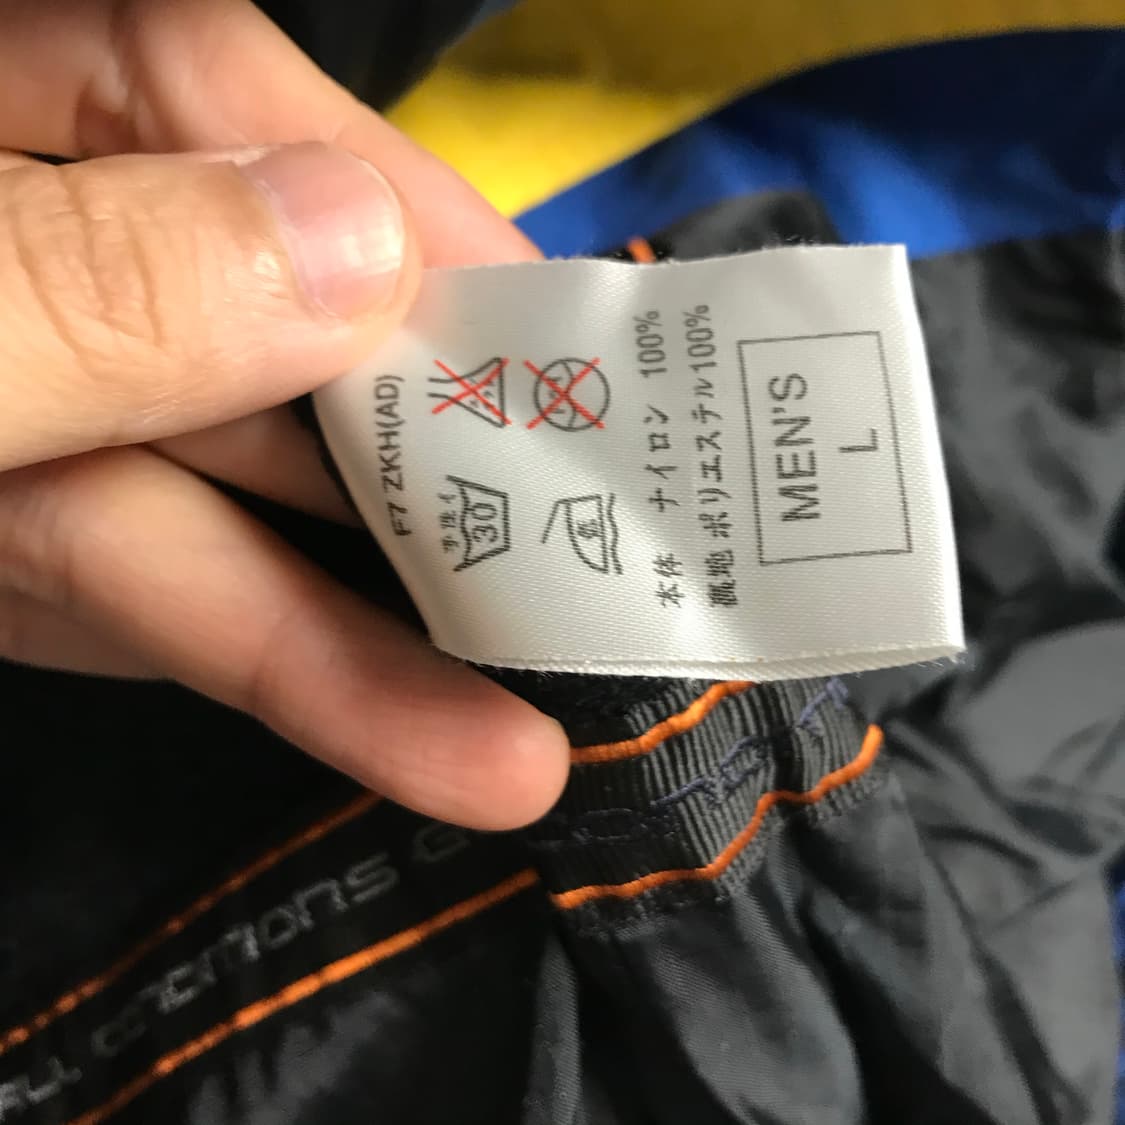 F7 ZKH(AD)
手洗イ
30
本体 ナイロン 100%
裏地 ポリエステル100%
MEN'S
L